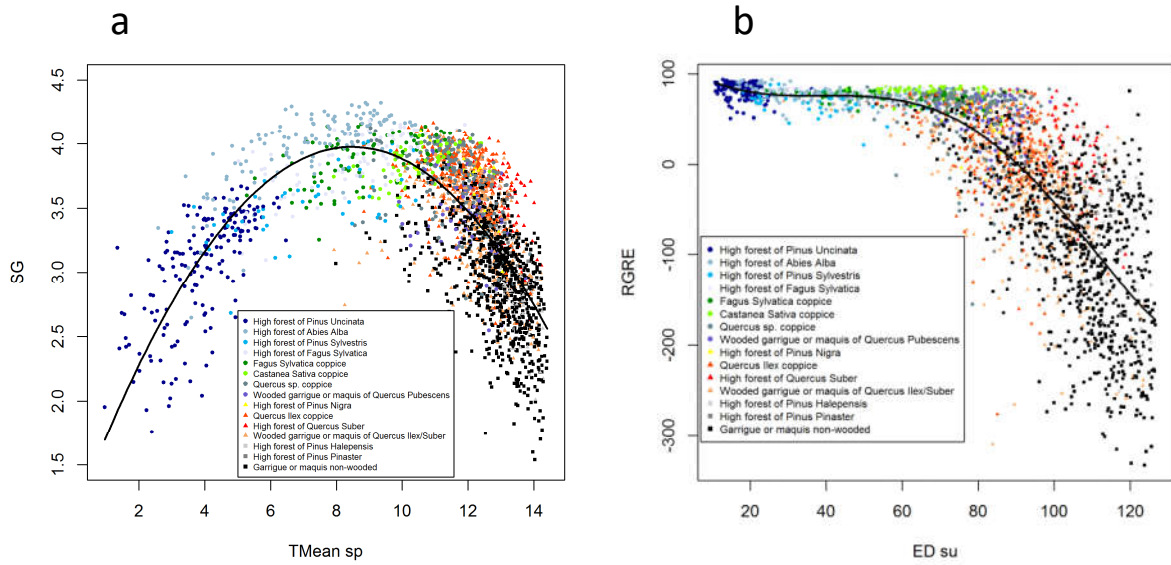 a
SG
4.5
4.0
3.5
3.0
2.5
2.0
1.5
High forest of Pinus Uncinata
High forest of Abies Alba
High forest of Pinus Sylvestris
High forest of Fagus Sylvatica
Fagus Sylvatica coppice
Castanea Sativa coppice
Quercus sp. coppice
Wooded garrigue or maquis of Quercus Pubescens
High forest of Pinus Nigra
Quercus Ilex coppice
High forest of Quercus Suber
Wooded garrigue or maquis of Quercus Ilex/Suber
High forest of Pinus Halepensis
High forest of Pinus Pinaster
Garrigue or maquis non-wooded
2 4 6 8 10 12 14
TMean sp
b
RGRE
100
0
-100
-200
-300
High forest of Pinus Uncinata
High forest of Abies Alba
High forest of Pinus Sylvestris
High forest of Fagus Sylvatica
Fagus Sylvatica coppice
Castanea Sativa coppice
Quercus sp. coppice
Wooded garrigue or maquis of Quercus Pubescens
High forest of Pinus Nigra
Quercus Ilex coppice
High forest of Quercus Suber
Wooded garrigue or maquis of Quercus Ilex/Suber
High forest of Pinus Halepensis
High forest of Pinus Pinaster
Garrigue or maquis non-wooded
20 40 60 80 100 120
ED su